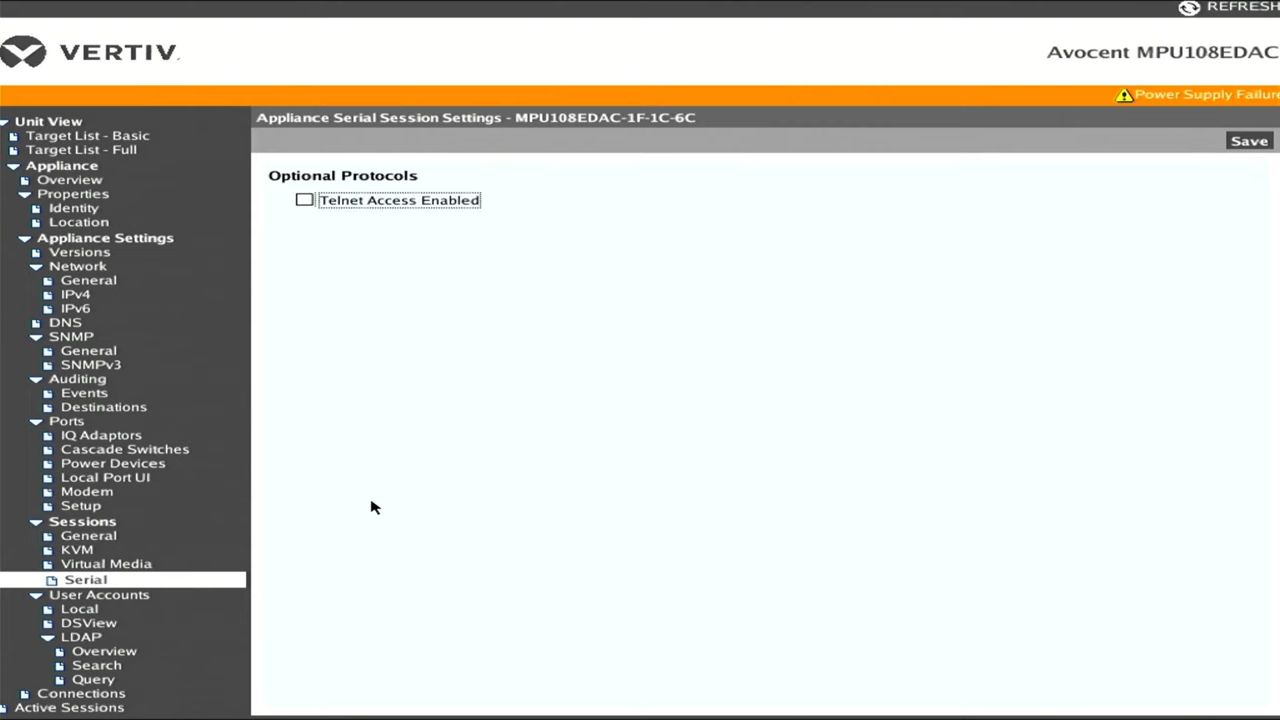 REFRESH
VERTIV.
Avocent MPU108EDAC
Power Supply Failure
Unit View
Target List - Basic
Target List - Full
Appliance
Overview
Properties
Identity
Location
Appliance Settings
Versions
Network
General
IPv4
IPv6
DNS
SNMP
General
SNMPv3
Auditing
Events
Destinations
Ports
IQ Adaptors
Cascade Switches
Power Devices
Local Port UI
Modem
Setup
Sessions
General
KVM
Virtual Media
Serial
User Accounts
Local
DSView
LDAP
Overview
Search
Query
Connections
Active Sessions
Appliance Serial Session Settings - MPU108EDAC-1F-1C-6C
Save
Optional Protocols
Telnet Access Enabled